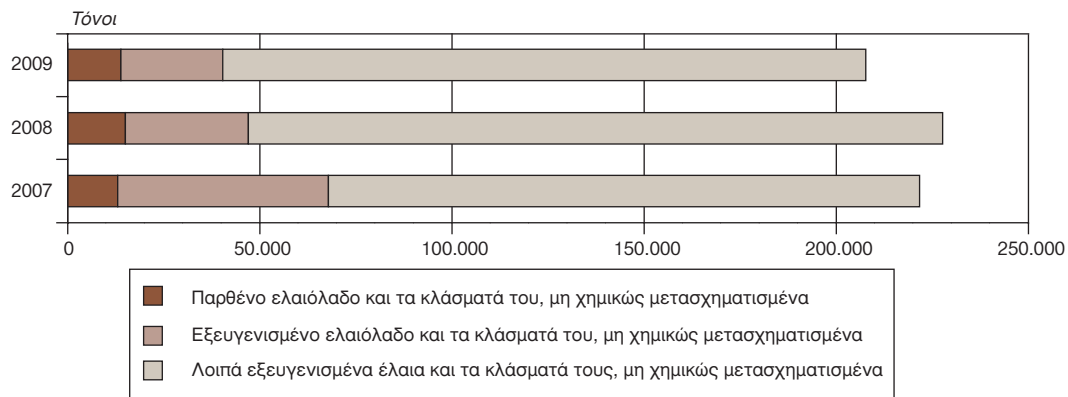 Τόνοι
2009
2008
2007
0 50.000 100.000 150.000 200.000 250.000
Παρθένο ελαιόλαδο και τα κλάσματά του, μη χημικώς μετασχηματισμένα
Εξευγενισμένο ελαιόλαδο και τα κλάσματά του, μη χημικώς μετασχηματισμένα
Λοιπά εξευγενισμένα έλαια και τα κλάσματά τους, μη χημικώς μετασχηματισμένα